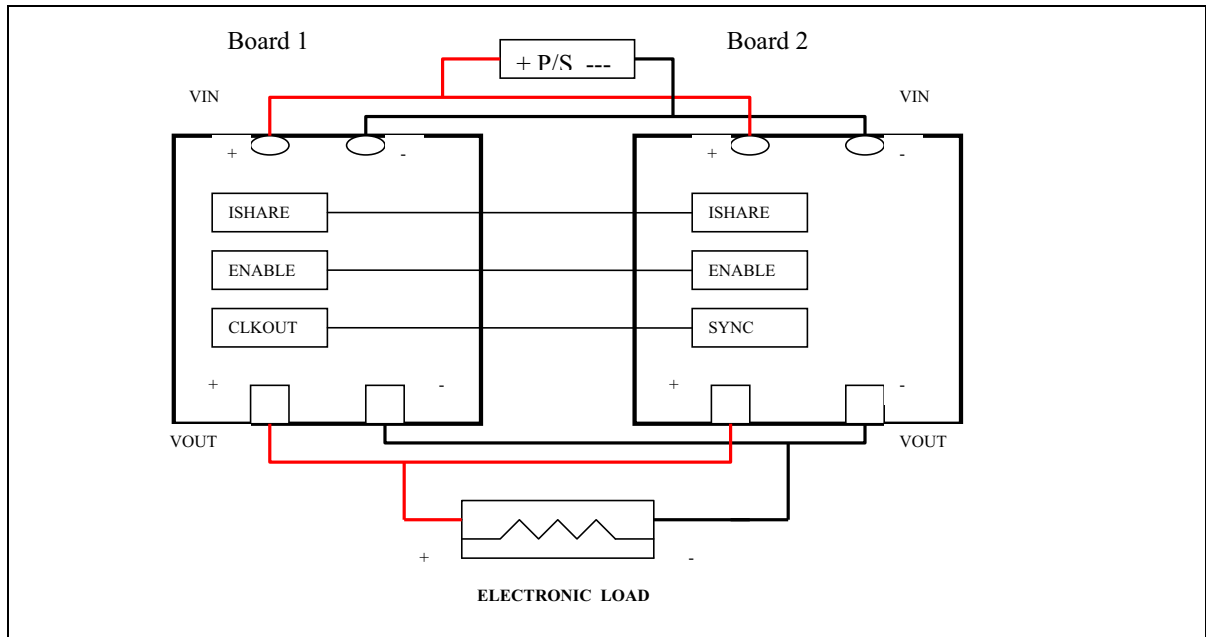 Board 1
Board 2
+ P/S ---
VIN
VIN
+ -
+ -
ISHARE
ISHARE
ENABLE
ENABLE
CLKOUT
SYNC
+ -
+ -
VOUT
VOUT
+ -
ELECTRONIC LOAD